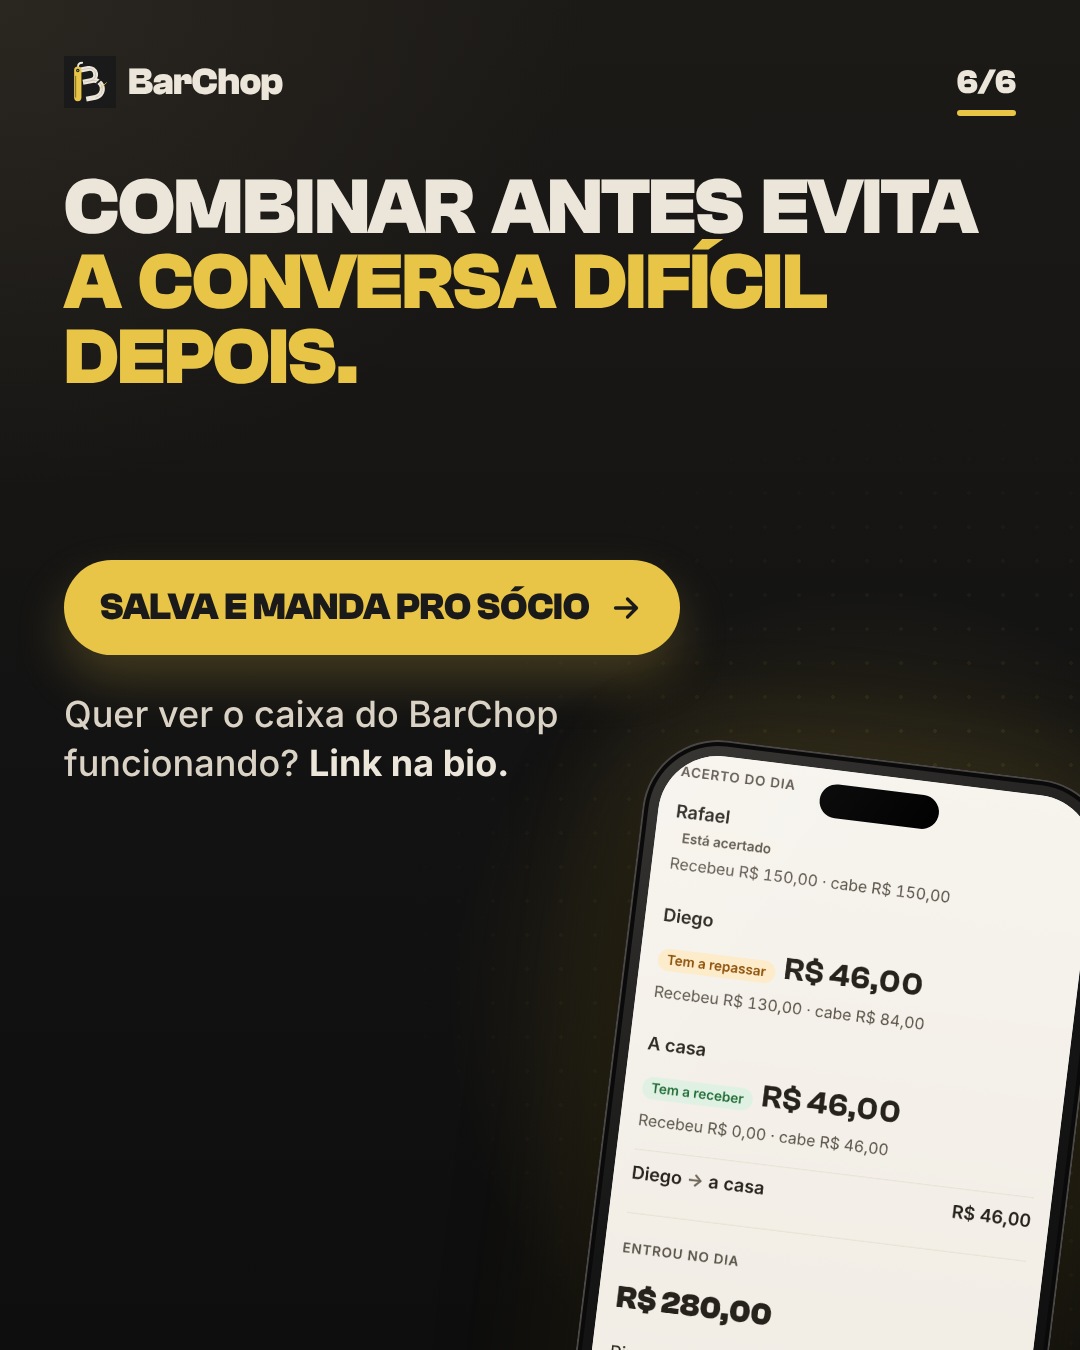 BarChop
6/6
COMBINAR ANTES EVITA
A CONVERSA DIFÍCIL
DEPOIS.
SALVA E MANDA PRO SÓCIO →
Quer ver o caixa do BarChop
funcionando? Link na bio.
ACERTO DO DIA
Rafael
Está acertado
Recebeu R$ 150,00 · cabe R$ 150,00
Diego
Tem a repassar R$ 46,00
Recebeu R$ 130,00 · cabe R$ 84,00
A casa
Tem a receber R$ 46,00
Recebeu R$ 0,00 · cabe R$ 46,00
Diego → a casa R$ 46,00
ENTROU NO DIA
R$ 280,00